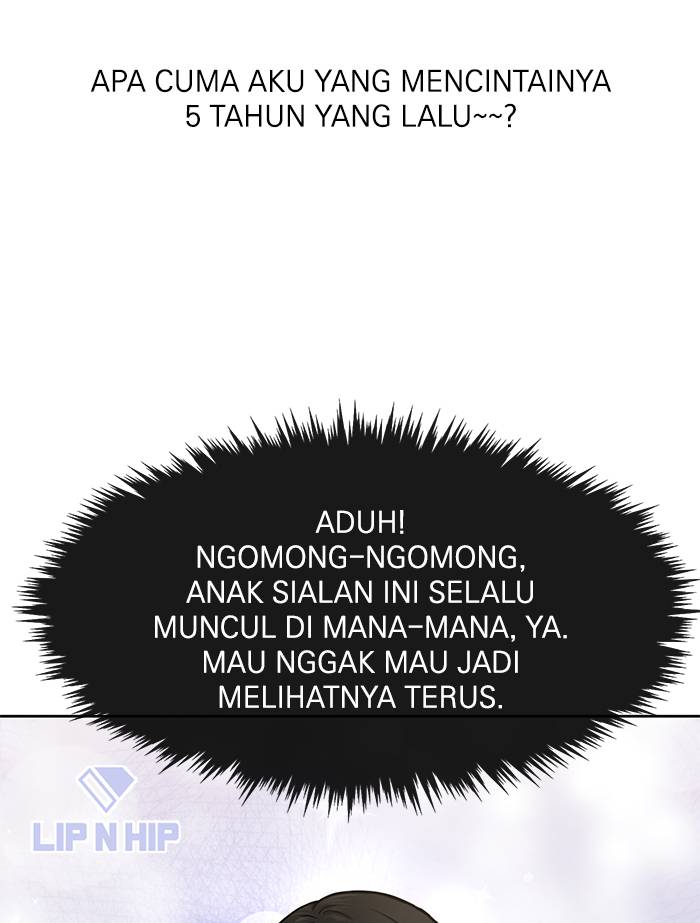 APA CUMA AKU YANG MENCINTAINYA
5 TAHUN YANG LALU~~?
ADUH!
NGOMONG-NGOMONG,
ANAK SIALAN INI SELALU
MUNCUL DI MANA-MANA, YA.
MAU NGGAK MAU JADI
MELIHATNYA TERUS.
LIP N HIP